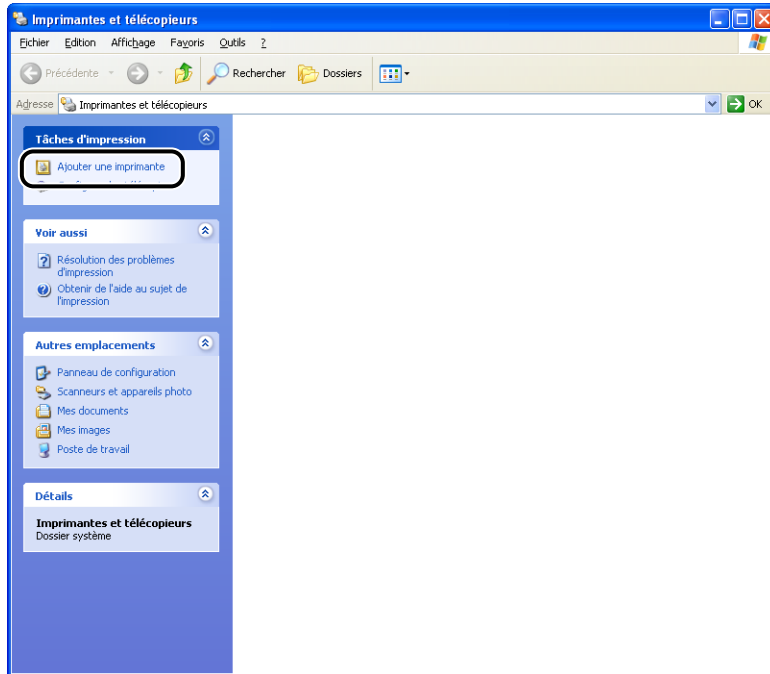 Imprimantes et télécopieurs
Fichier Edition Affichage Favoris Outils ?
Précédente Rechercher Dossiers
Adresse Imprimantes et télécopieurs OK
Tâches d'impression
Ajouter une imprimante
Voir aussi
Résolution des problèmes
d'impression
Obtenir de l'aide au sujet de
l'impression
Autres emplacements
Panneau de configuration
Scanneurs et appareils photo
Mes documents
Mes images
Poste de travail
Détails
Imprimantes et télécopieurs
Dossier système